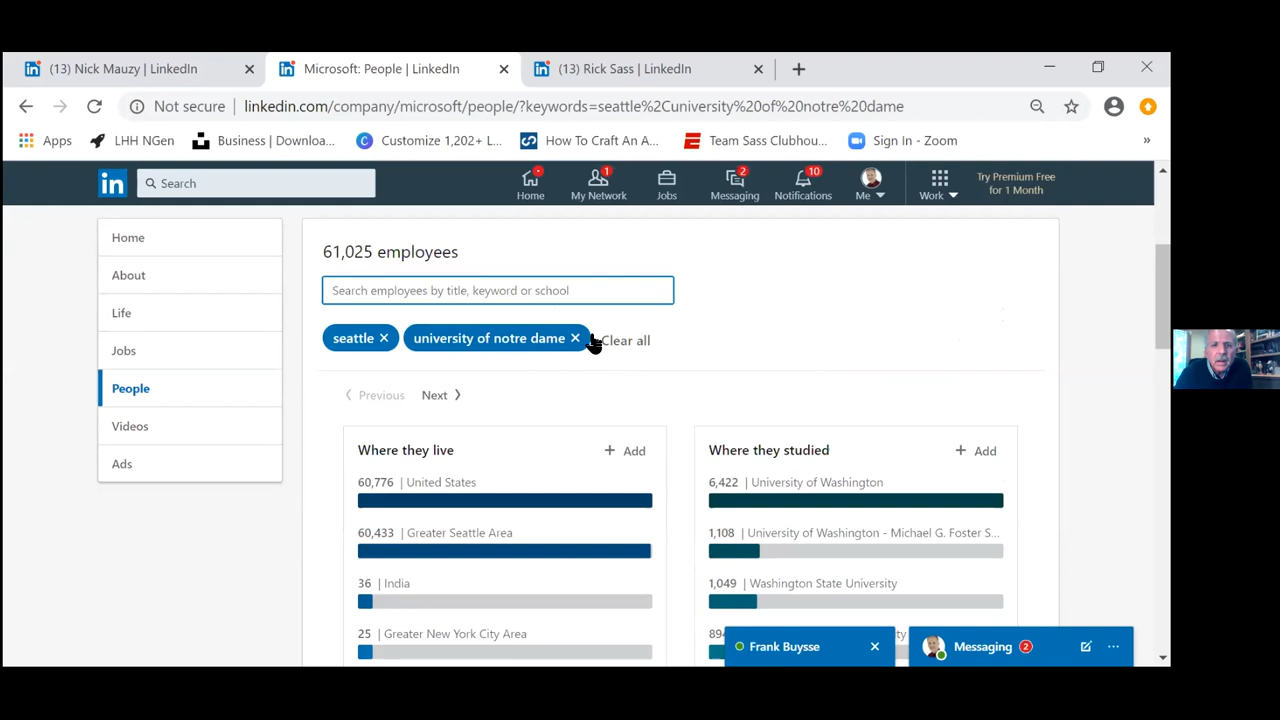 (13) Nick Mauzy | LinkedIn
Microsoft: People | LinkedIn
(13) Rick Sass | LinkedIn
Not secure | linkedin.com/company/microsoft/people/?keywords=seattle%2Cuniversity%20of%20notre%20dame
Apps LHH NGen Business | Downloa... Customize 1,202+ L... How To Craft An A... Team Sass Clubhou... Sign In - Zoom »
in Search
Home
My Network 1
Jobs
Messaging 2
Notifications 10
Me
Work
Try Premium Free
for 1 Month
Home
About
Life
Jobs
People
Videos
Ads
61,025 employees
Search employees by title, keyword or school
seattle university of notre dame Clear all
Previous Next
Where they live + Add
60,776 | United States
60,433 | Greater Seattle Area
36 | India
25 | Greater New York City Area
Where they studied + Add
6,422 | University of Washington
1,108 | University of Washington - Michael G. Foster S...
1,049 | Washington State University
Frank Buysse
Messaging 2